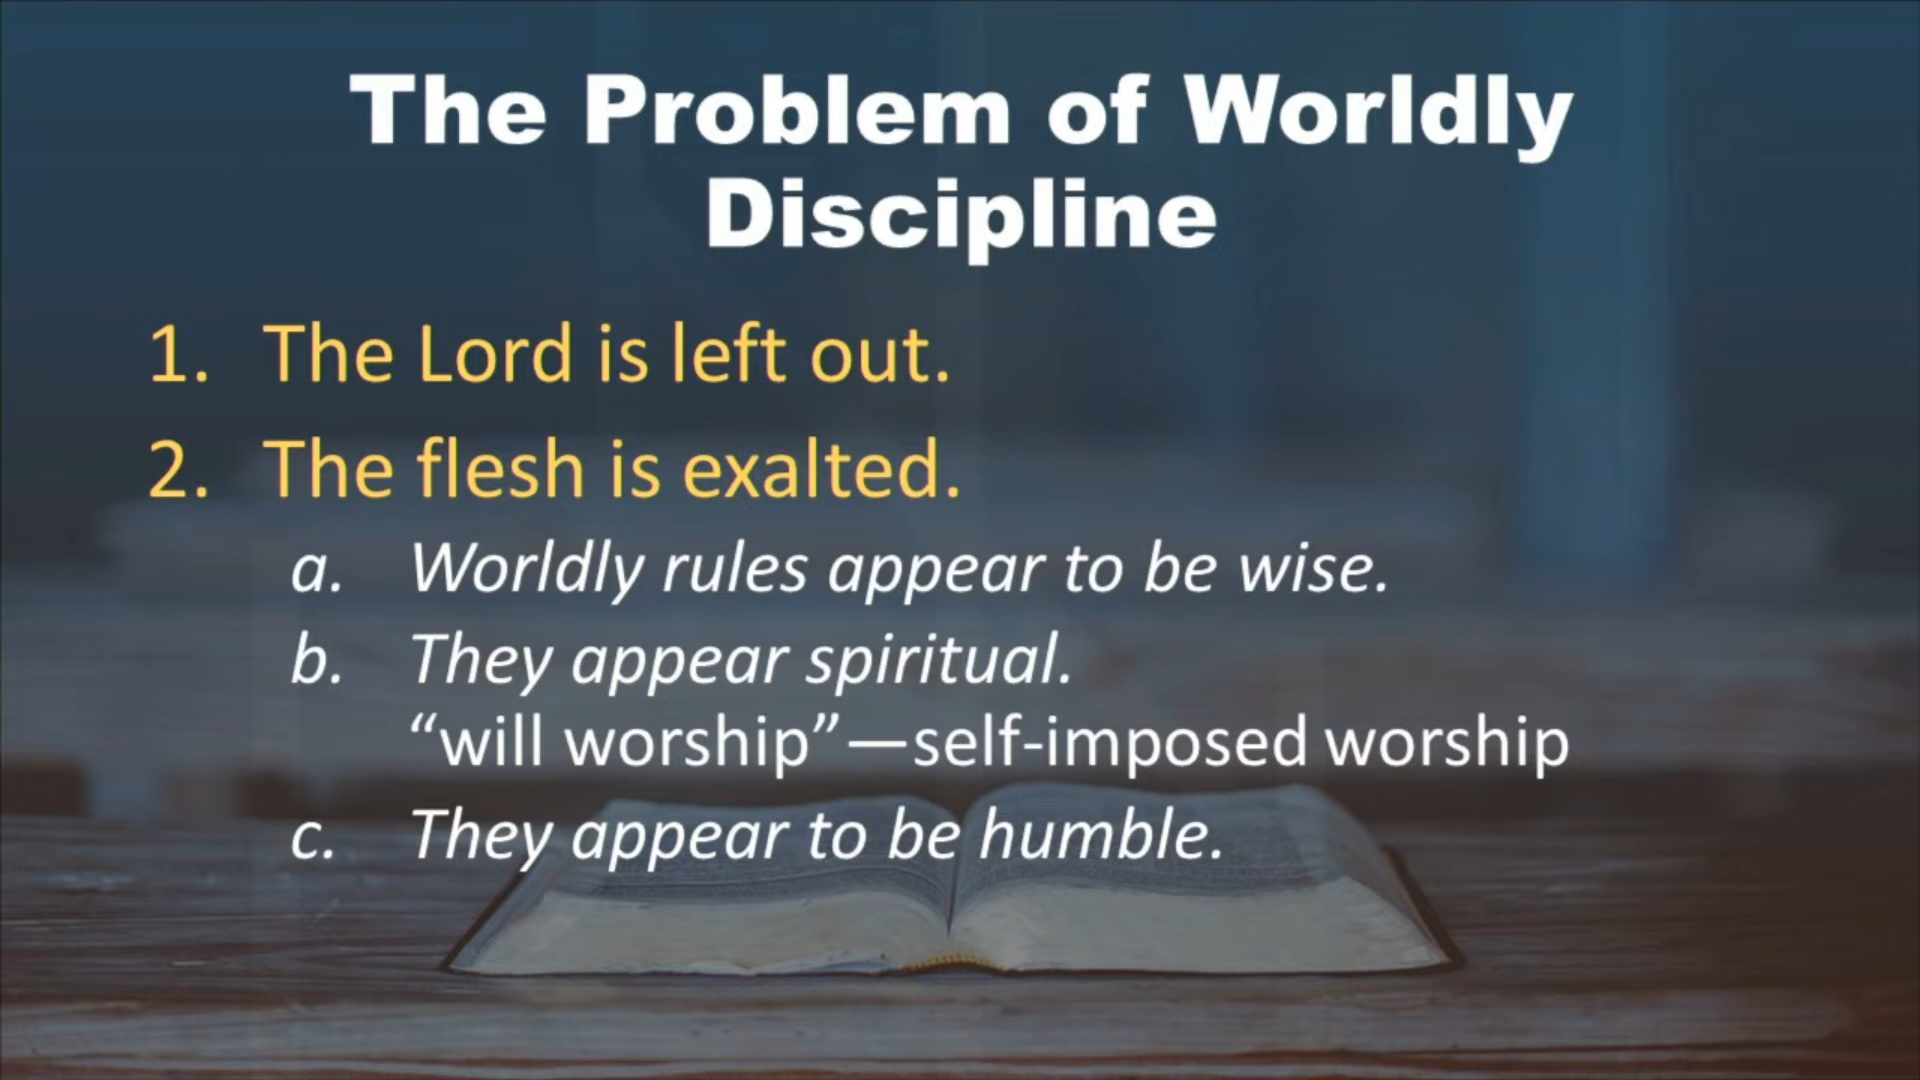 The Problem of Worldly
Discipline
1. The Lord is left out.
2. The flesh is exalted.
a. Worldly rules appear to be wise.
b. They appear spiritual.
“will worship”—self-imposed worship
c. They appear to be humble.